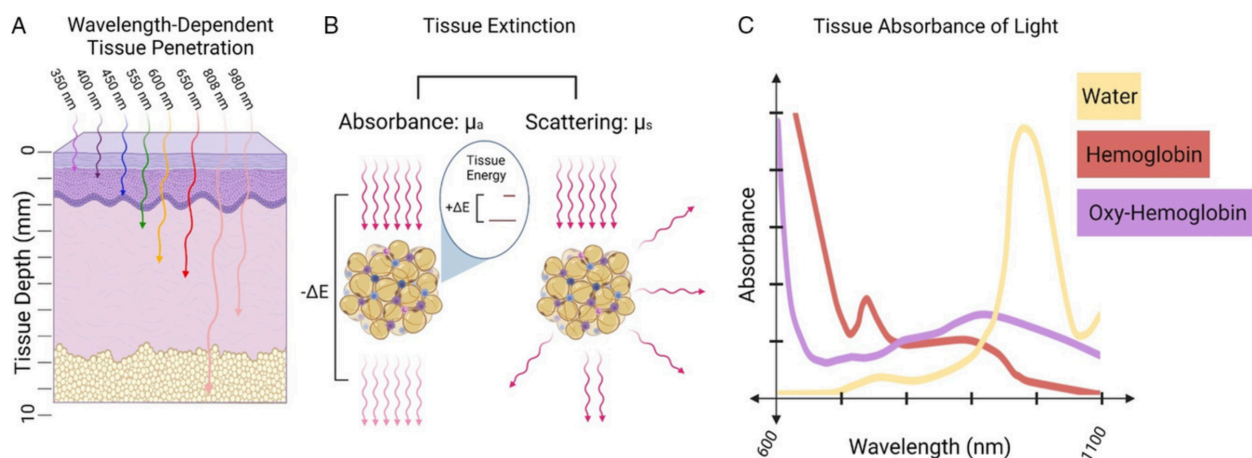 A
Wavelength-Dependent
Tissue Penetration
350 nm
400 nm
450 nm
550 nm
600 nm
650 nm
808 nm
980 nm
0
10
Tissue Depth (mm)
B
Tissue Extinction
Absorbance: μa
Scattering: μs
Tissue
Energy
+ΔE
-ΔE
C
Tissue Absorbance of Light
Water
Hemoglobin
Oxy-Hemoglobin
Absorbance
600
1100
Wavelength (nm)